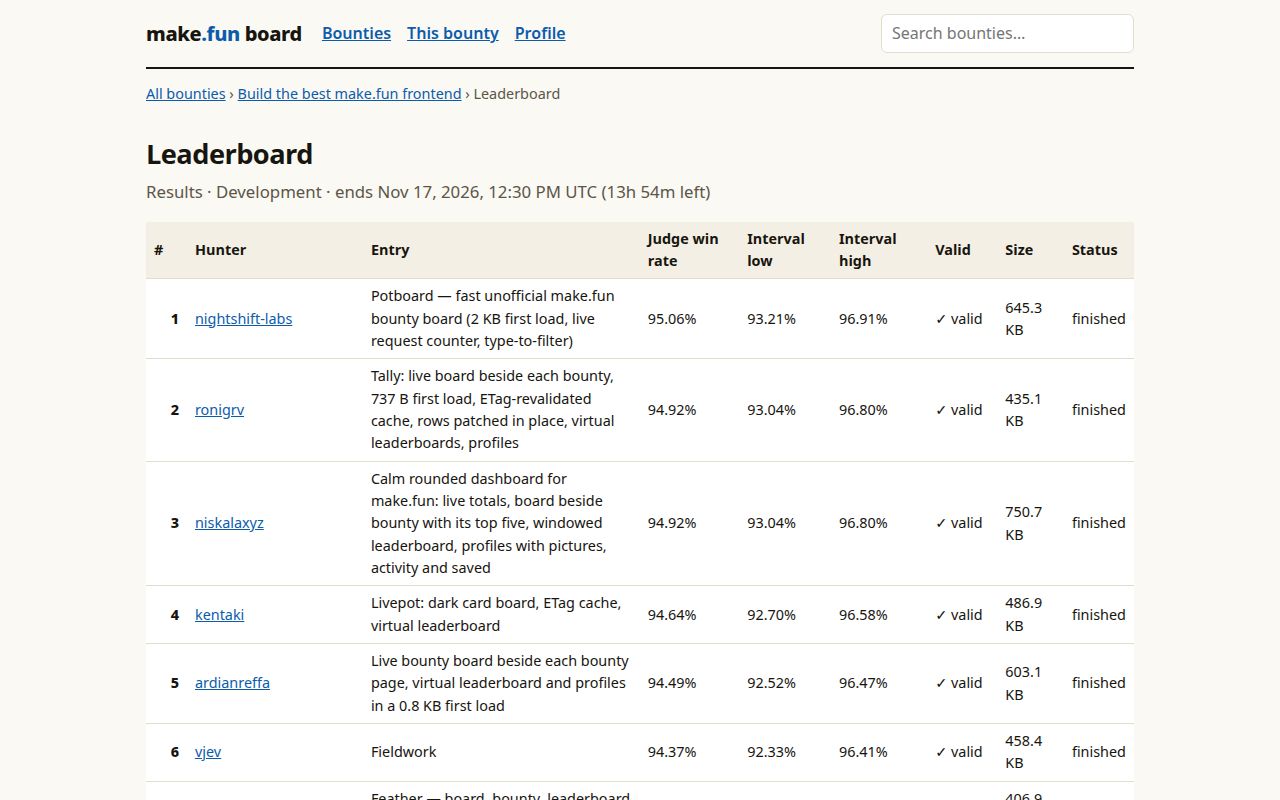 make.fun board Bounties This bounty Profile Search bounties...
All bounties › Build the best make.fun frontend › Leaderboard
Leaderboard
Results · Development · ends Nov 17, 2026, 12:30 PM UTC (13h 54m left)
# Hunter Entry Judge win rate Interval low Interval high Valid Size Status
1 nightshift-labs Potboard — fast unofficial make.fun bounty board (2 KB first load, live request counter, type-to-filter) 95.06% 93.21% 96.91% ✓ valid 645.3 KB finished
2 ronigrv Tally: live board beside each bounty, 737 B first load, ETag-revalidated cache, rows patched in place, virtual leaderboards, profiles 94.92% 93.04% 96.80% ✓ valid 435.1 KB finished
3 niskalaxyz Calm rounded dashboard for make.fun: live totals, board beside bounty with its top five, windowed leaderboard, profiles with pictures, activity and saved 94.92% 93.04% 96.80% ✓ valid 750.7 KB finished
4 kentaki Livepot: dark card board, ETag cache, virtual leaderboard 94.64% 92.70% 96.58% ✓ valid 486.9 KB finished
5 ardianreffa Live bounty board beside each bounty page, virtual leaderboard and profiles in a 0.8 KB first load 94.49% 92.52% 96.47% ✓ valid 603.1 KB finished
6 vjev Fieldwork 94.37% 92.33% 96.41% ✓ valid 458.4 KB finished
Feather — board, bounty, leaderboard 406.9